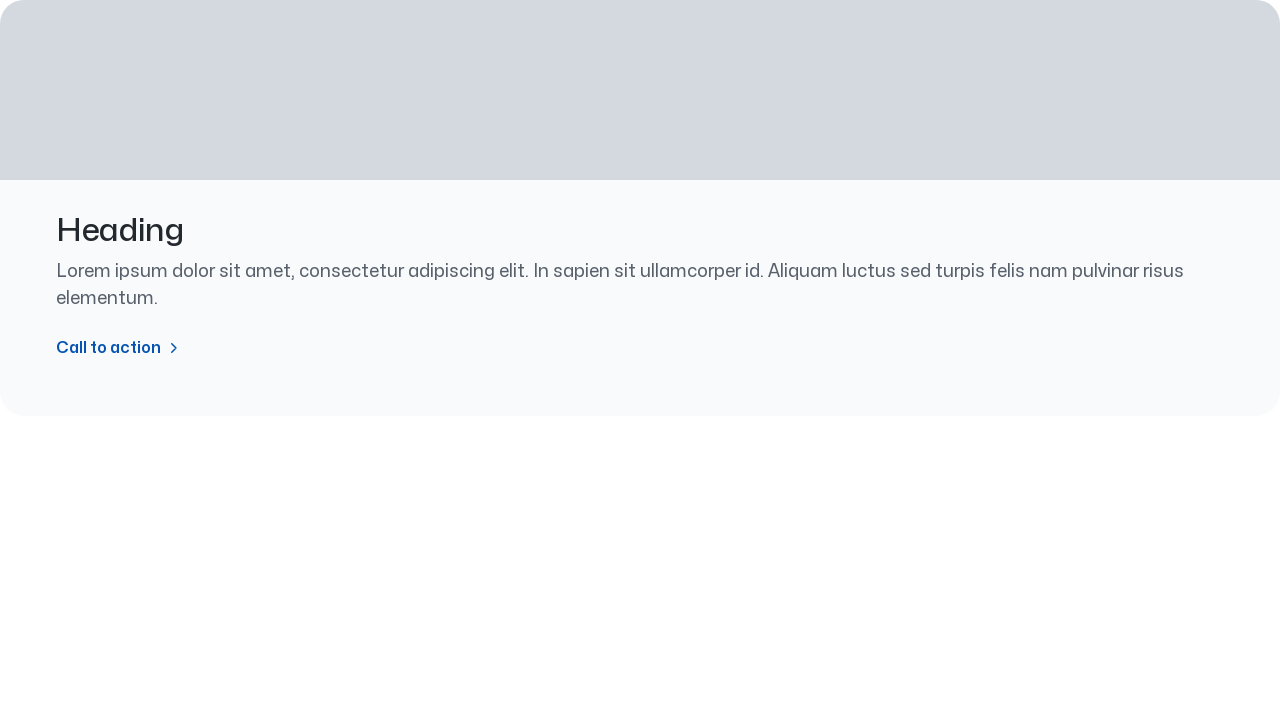 Heading
Lorem ipsum dolor sit amet, consectetur adipiscing elit. In sapien sit ullamcorper id. Aliquam luctus sed turpis felis nam pulvinar risus
elementum.
Call to action